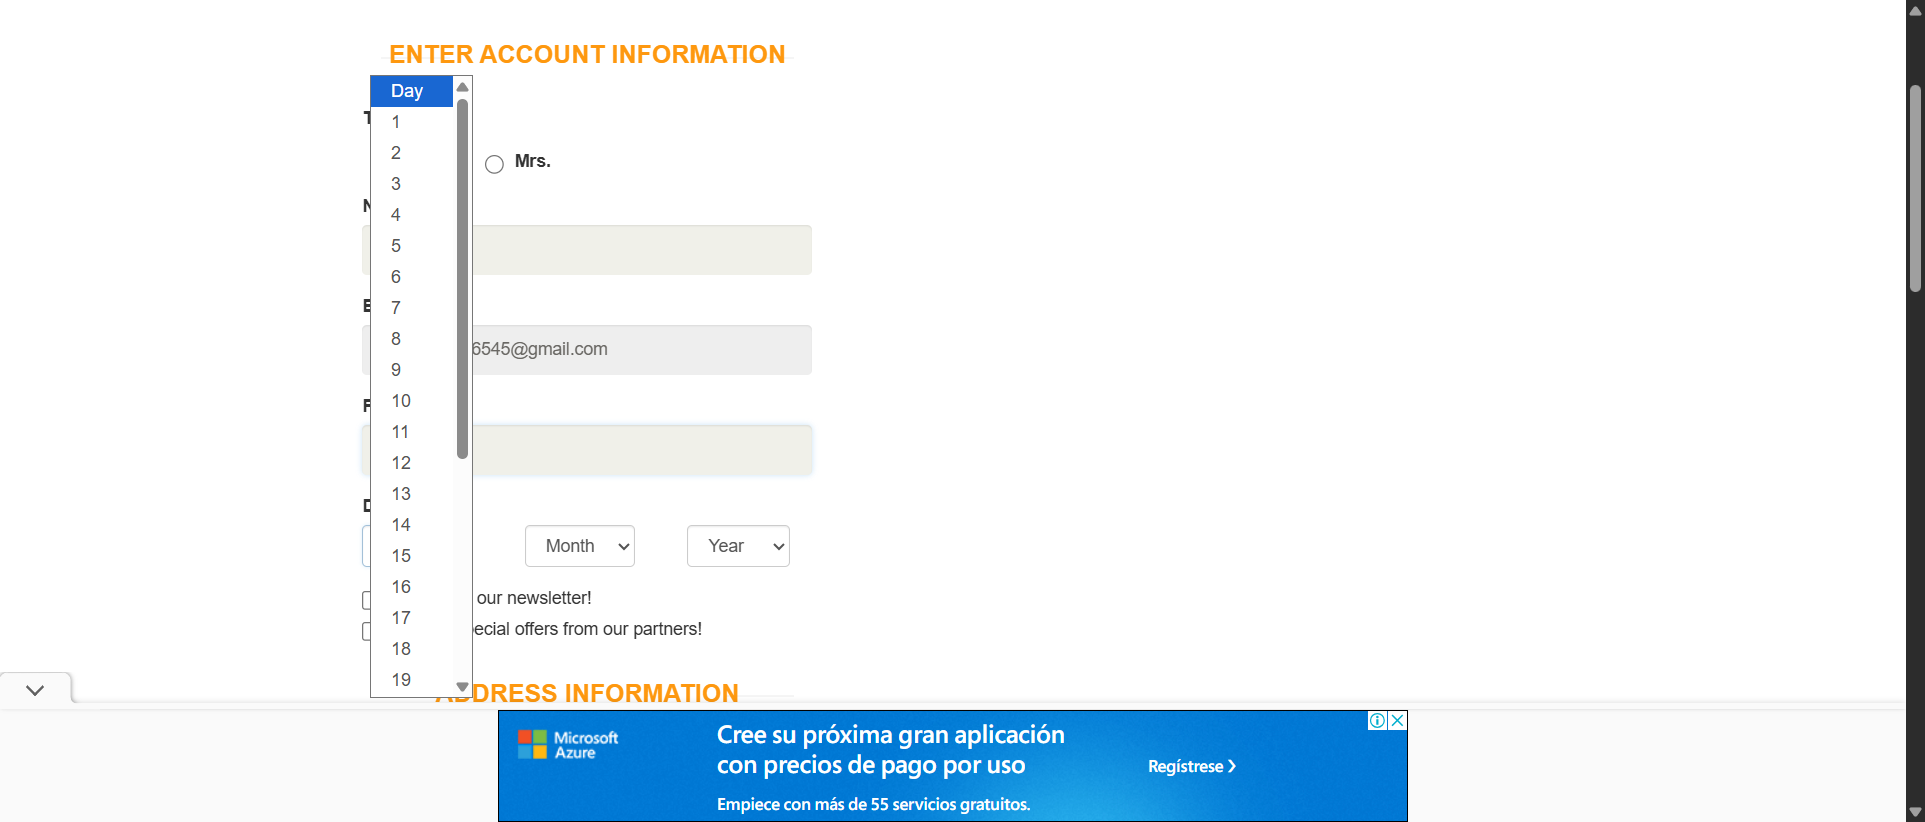 ENTER ACCOUNT INFORMATION
Day
1
2
Mrs.
3
4
5
6
7
8
6545@gmail.com
9
10
11
12
13
14
15
Month
Year
16
our newsletter!
17
ecial offers from our partners!
18
19
ADDRESS INFORMATION
Microsoft
Azure
Cree su próxima gran aplicación
con precios de pago por uso
Empiece con más de 55 servicios gratuitos.
Regístrese